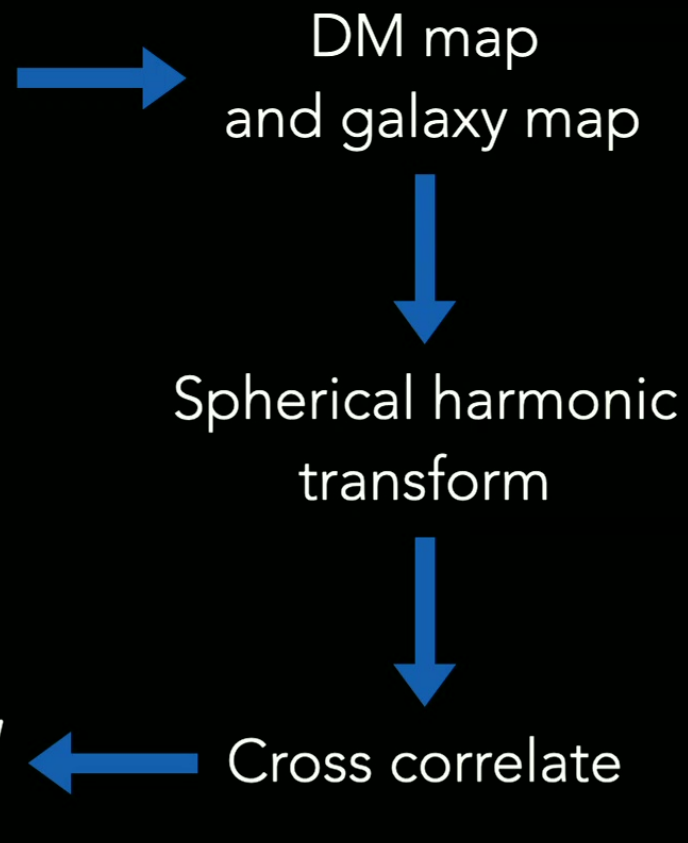 DM map
and galaxy map
Spherical harmonic
transform
Cross correlate